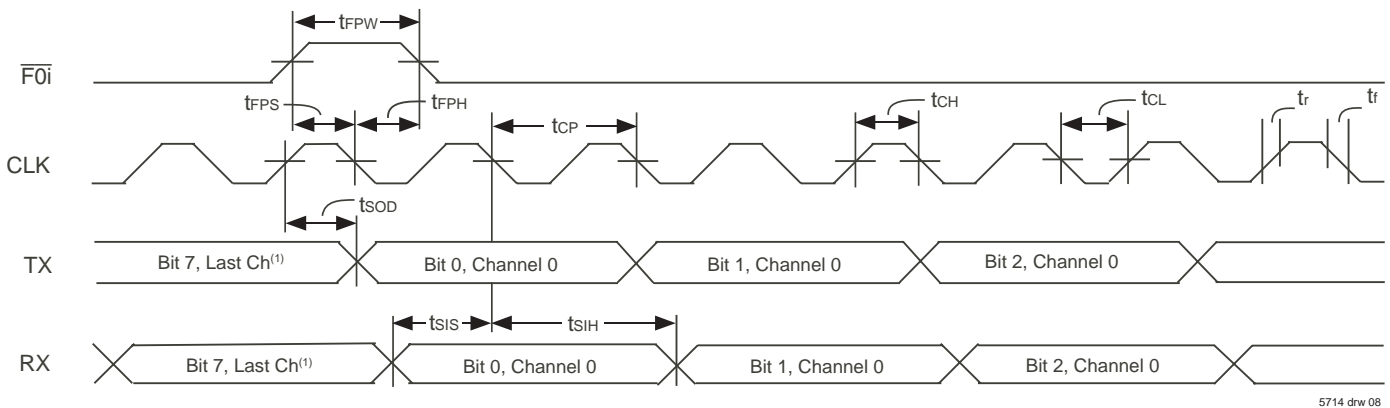 tFPW
F0i
tFPS
tFPH
tCH
tCL
tr
tf
tCP
CLK
tSOD
TX
Bit 7, Last Ch(1)
Bit 0, Channel 0
Bit 1, Channel 0
Bit 2, Channel 0
tSIS
tSIH
RX
Bit 7, Last Ch(1)
Bit 0, Channel 0
Bit 1, Channel 0
Bit 2, Channel 0
5714 drw 08